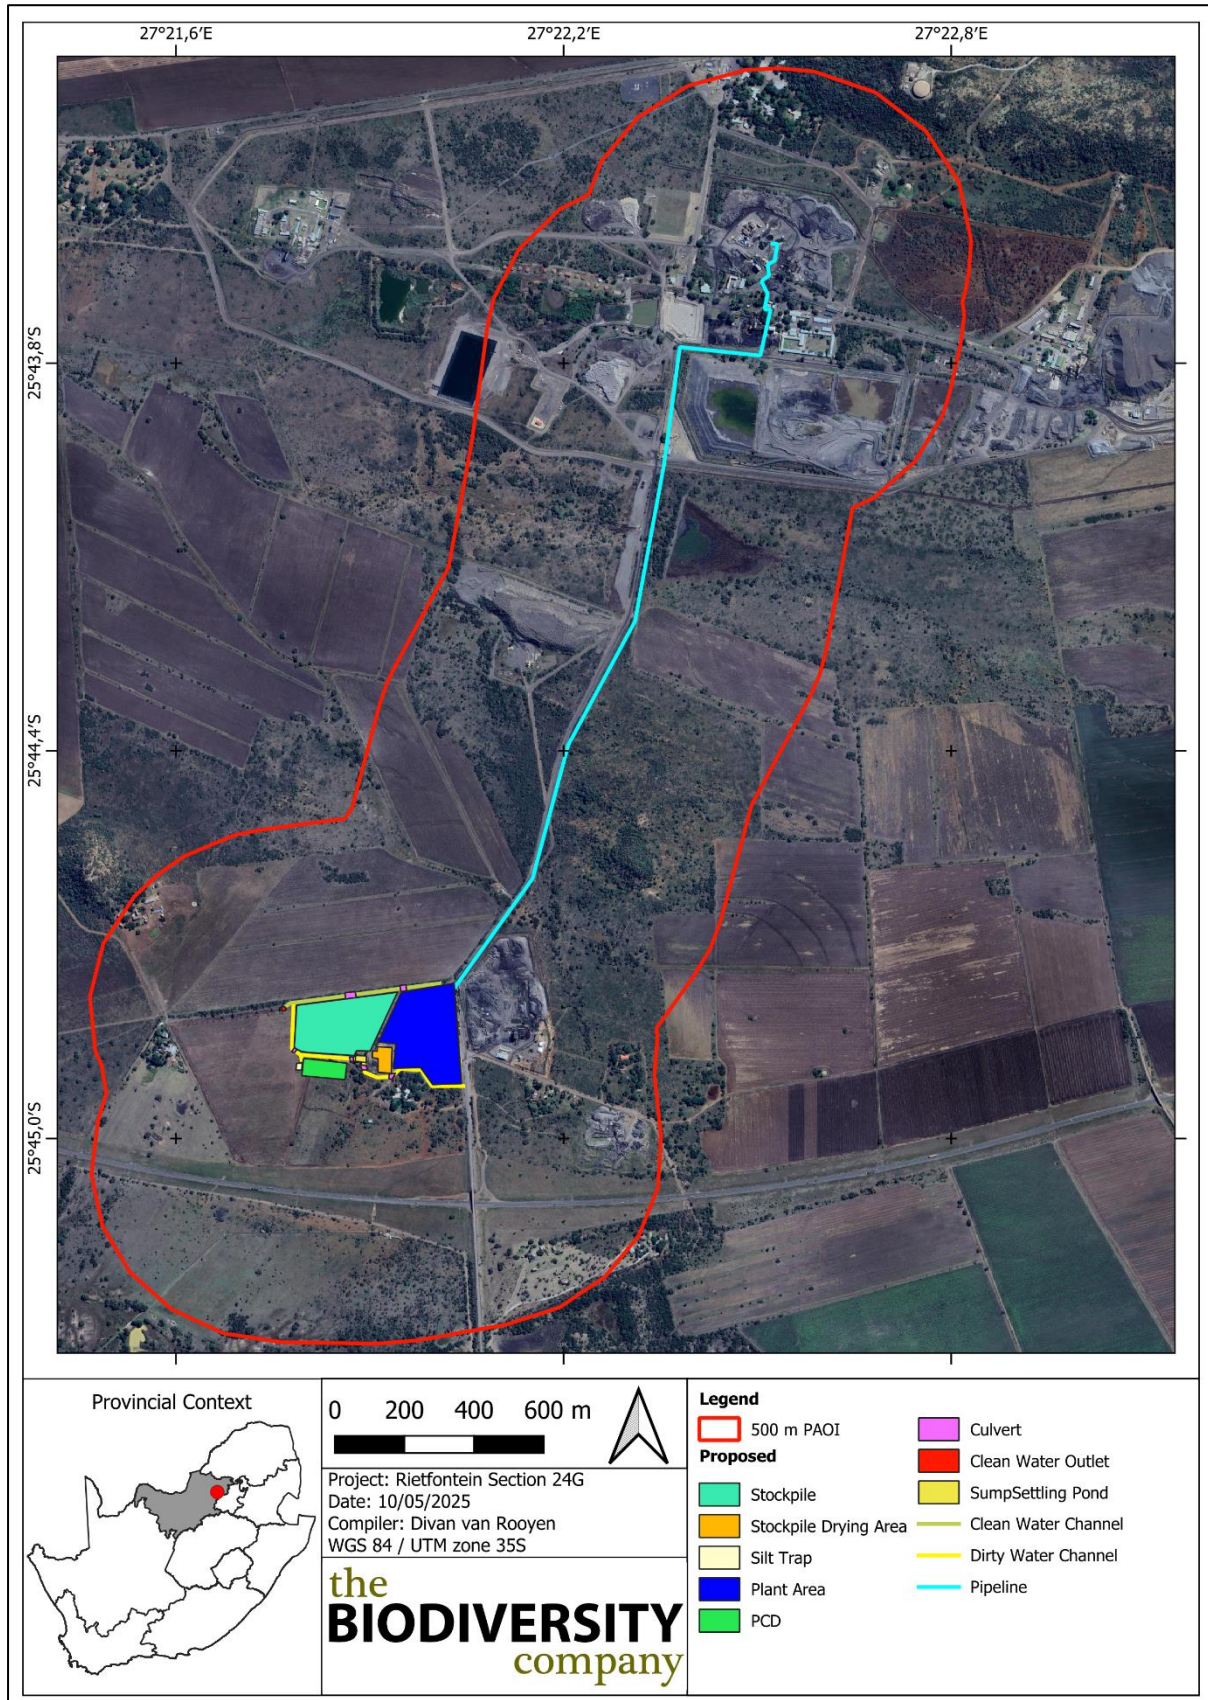 27°21,6'E 27°22,2'E 27°22,8'E
25°43,8'S
25°44,4'S
25°45,0'S
Provincial Context
0 200 400 600 m
Project: Rietfontein Section 24G
Date: 10/05/2025
Compiler: Divan van Rooyen
WGS 84 / UTM zone 35S
the
BIODIVERSITY
company
Legend
500 m PAOI
Proposed
Stockpile
Stockpile Drying Area
Silt Trap
Plant Area
PCD
Culvert
Clean Water Outlet
SumpSettling Pond
Clean Water Channel
Dirty Water Channel
Pipeline